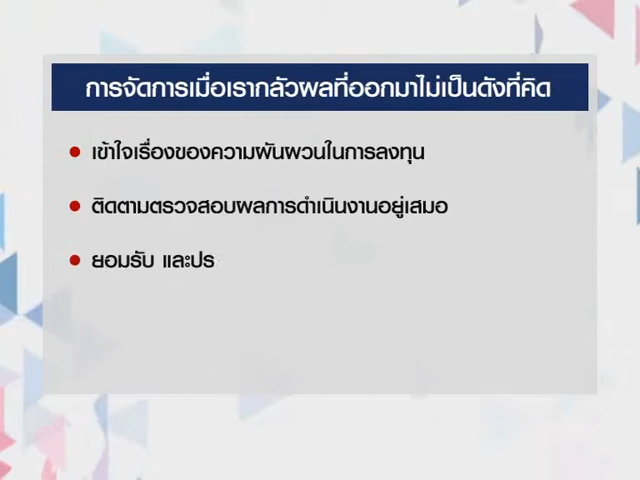 การจัดการเมื่อเรากลัวผลที่ออกมาไม่เป็นดังที่คิด
• เข้าใจเรื่องของความผันผวนในการลงทุน
• ติดตามตรวจสอบผลการดำเนินงานอยู่เสมอ
• ยอมรับ และปร